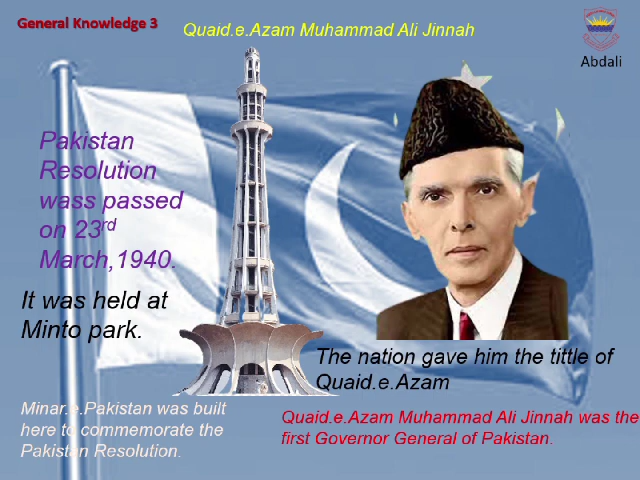 General Knowledge 3
Quaid.e.Azam Muhammad Ali Jinnah
Abdali
Pakistan
Resolution
wass passed
on 23rd
March,1940.
It was held at
Minto park.
The nation gave him the tittle of
Quaid.e.Azam
Minar.e.Pakistan was built
here to commemorate the
Pakistan Resolution.
Quaid.e.Azam Muhammad Ali Jinnah was the
first Governor General of Pakistan.